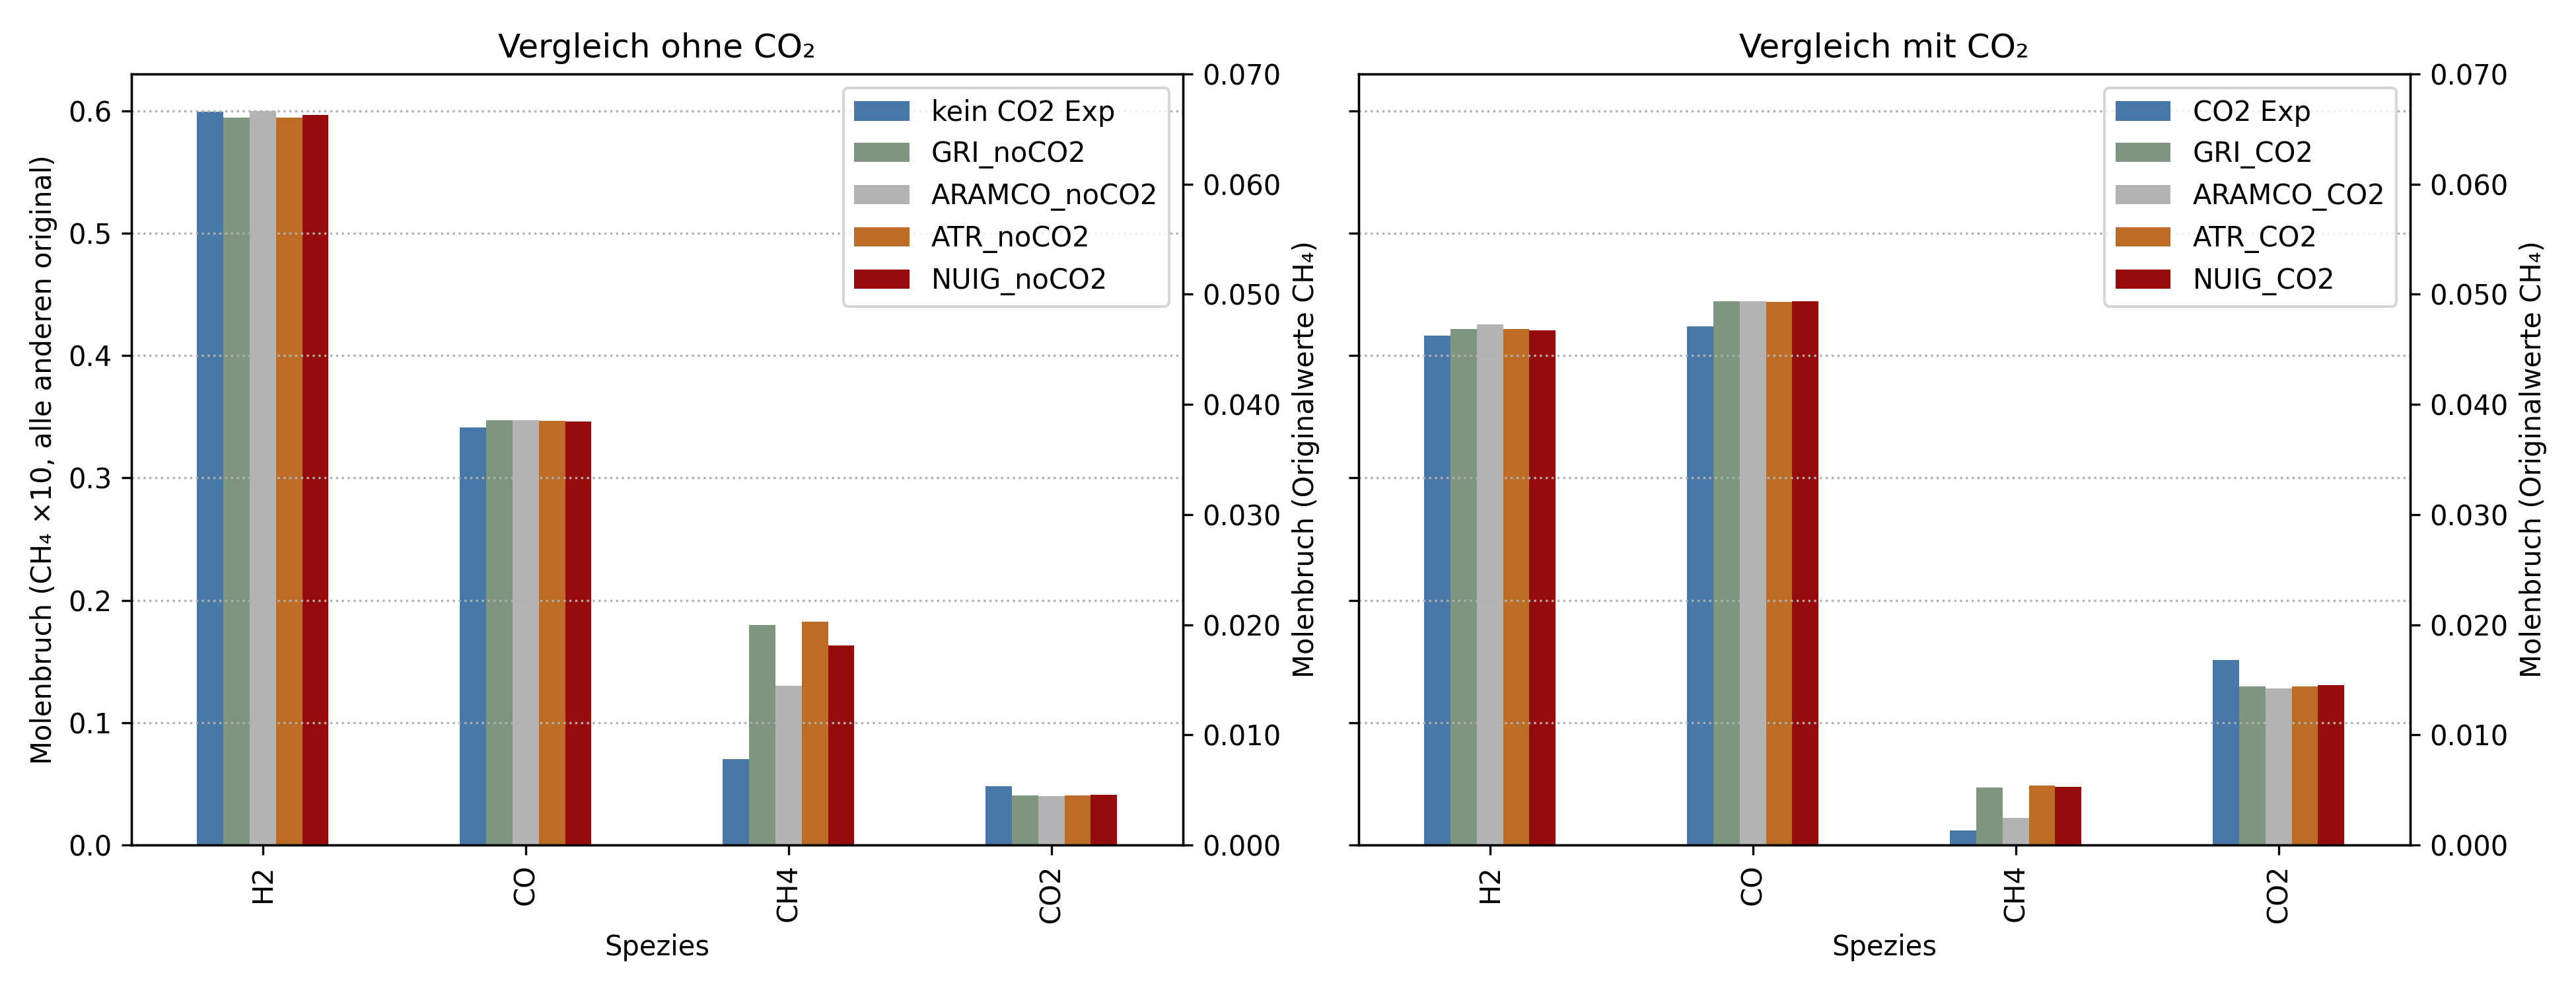 Vergleich ohne CO₂
Molenbruch (CH₄ ×10, alle anderen original)
0.6
0.5
0.4
0.3
0.2
0.1
0.0
kein CO2 Exp
GRI_noCO2
ARAMCO_noCO2
ATR_noCO2
NUIG_noCO2
0.070
0.060
0.050
0.040
0.030
0.020
0.010
0.000
Molenbruch (Originalwerte CH₄)
H2
CO
CH4
CO2
Spezies
Vergleich mit CO₂
CO2 Exp
GRI_CO2
ARAMCO_CO2
ATR_CO2
NUIG_CO2
0.070
0.060
0.050
0.040
0.030
0.020
0.010
0.000
Molenbruch (Originalwerte CH₄)
H2
CO
CH4
CO2
Spezies